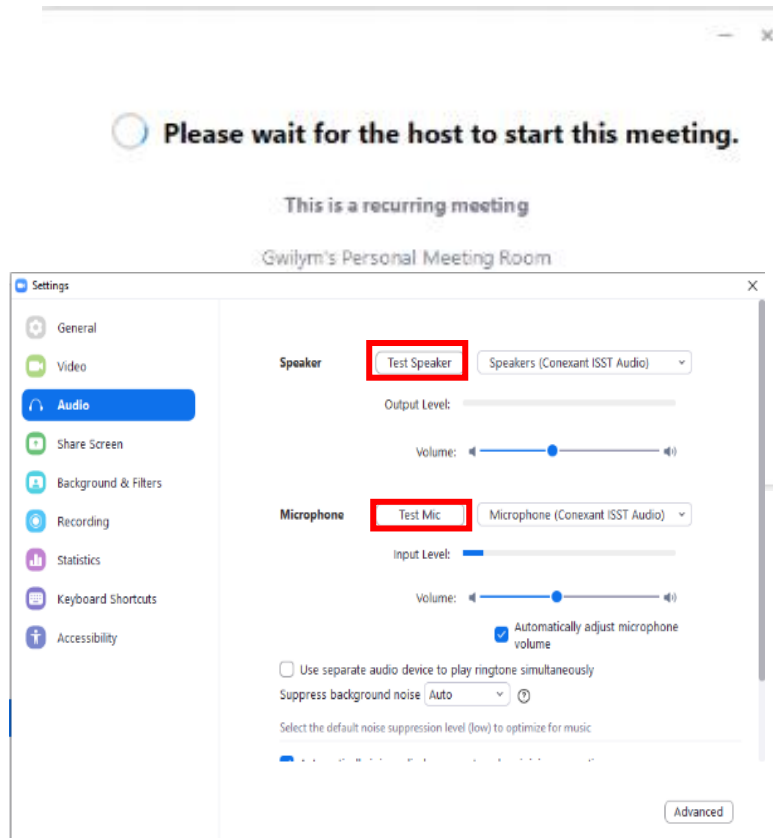 Please wait for the host to start this meeting.
This is a recurring meeting
Gwilym's Personal Meeting Room
Settings
General
Video
Audio
Share Screen
Background & Filters
Recording
Statistics
Keyboard Shortcuts
Accessibility
Speaker Test Speaker Speakers (Conexant ISST Audio)
Output Level:
Volume:
Microphone Test Mic Microphone (Conexant ISST Audio)
Input Level:
Volume:
Automatically adjust microphone
volume
Use separate audio device to play ringtone simultaneously
Suppress background noise Auto
Select the default noise suppression level (low) to optimize for music
Advanced